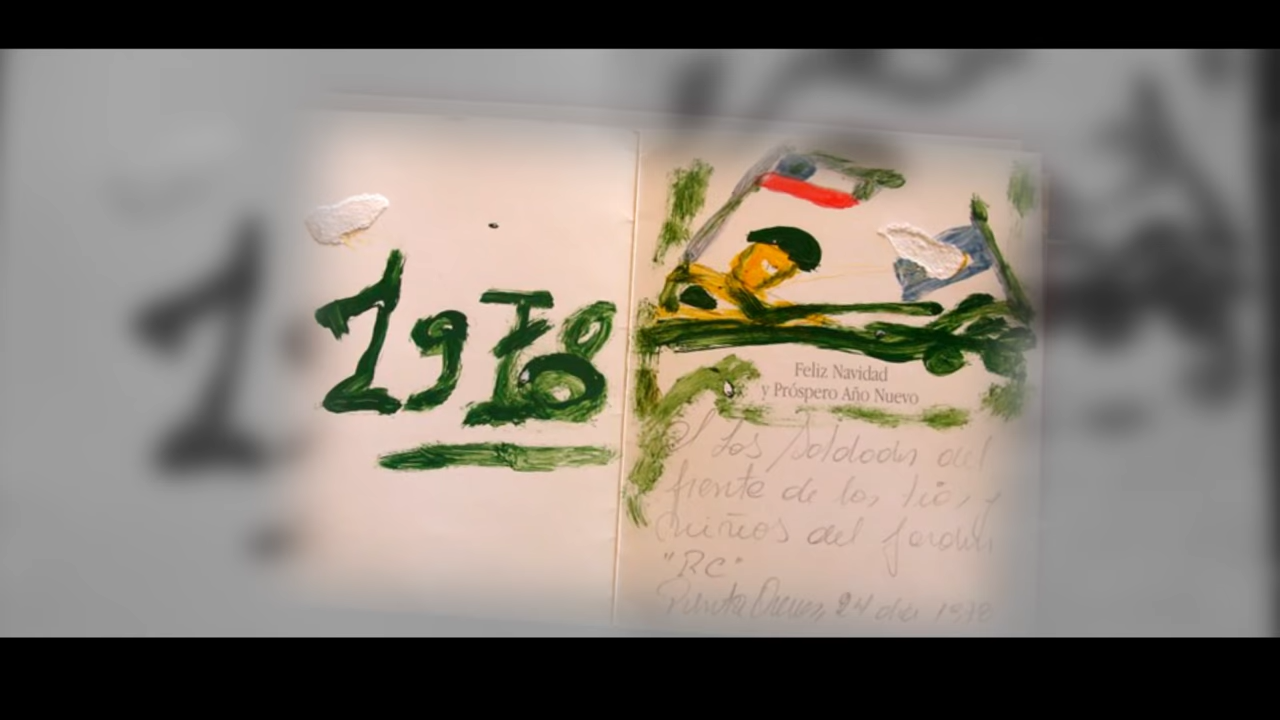 1978
Feliz Navidad
y Próspero Año Nuevo
A los Soldados del
frente de los tíos y
niños del Jardín
"RC"
Punta Arenas, 24 dic 1978